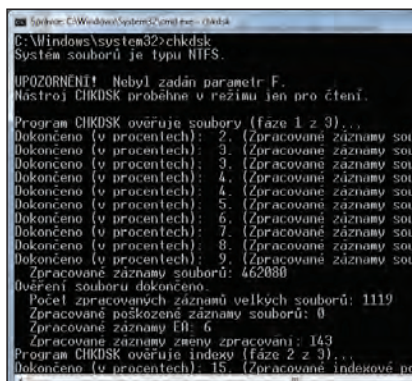 Správce: C:\Windows\System32\cmd.exe - chkdsk
C:\Windows\system32>chkdsk
Systém souborů je typu NTFS.
UPOZORNĚNÍ! Nebyl zadán parametr F.
Nástroj CHKDSK proběhne v režimu jen pro čtení.
Program CHKDSK ověřuje soubory (fáze 1 z 3)...
Dokončeno (v procentech): 2. (Zpracované záznamy sou
Dokončeno (v procentech): 3. (Zpracované záznamy sou
Dokončeno (v procentech): 3. (Zpracované záznamy sou
Dokončeno (v procentech): 4. (Zpracované záznamy sou
Dokončeno (v procentech): 4. (Zpracované záznamy sou
Dokončeno (v procentech): 5. (Zpracované záznamy sou
Dokončeno (v procentech): 6. (Zpracované záznamy sou
Dokončeno (v procentech): 7. (Zpracované záznamy sou
Dokončeno (v procentech): 8. (Zpracované záznamy sou
Dokončeno (v procentech): 9. (Zpracované záznamy sou
Zpracované záznamy souborů: 462080
Ověření souborů dokončeno.
Počet zpracovaných záznamů velkých souborů: 1119
Zpracované poškozené záznamy souborů: 0
Zpracované záznamy EA: 6
Zpracované záznamy změny zpracování: 143
Program CHKDSK ověřuje indexy (fáze 2 z 3)...
Dokončeno (v procentech): 15. (Zpracované indexové po